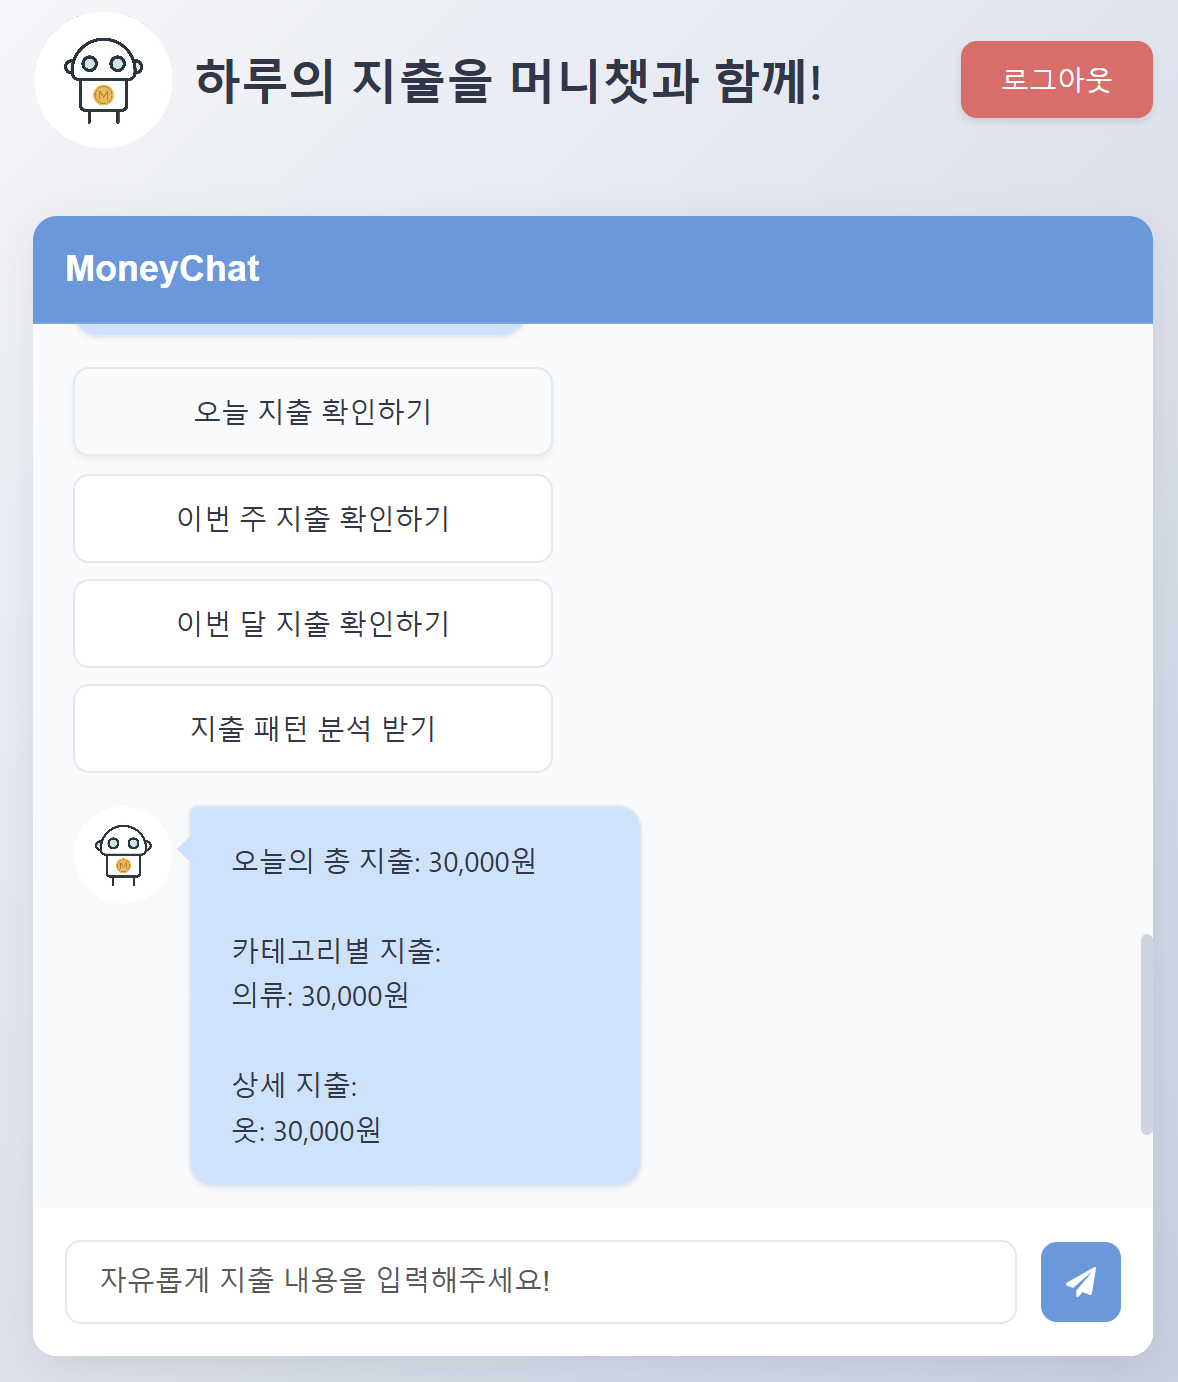 하루의 지출을 머니챗과 함께!
로그아웃
MoneyChat
오늘 지출 확인하기
이번 주 지출 확인하기
이번 달 지출 확인하기
지출 패턴 분석 받기
오늘의 총 지출: 30,000원
카테고리별 지출:
의류: 30,000원
상세 지출:
옷: 30,000원
자유롭게 지출 내용을 입력해주세요!